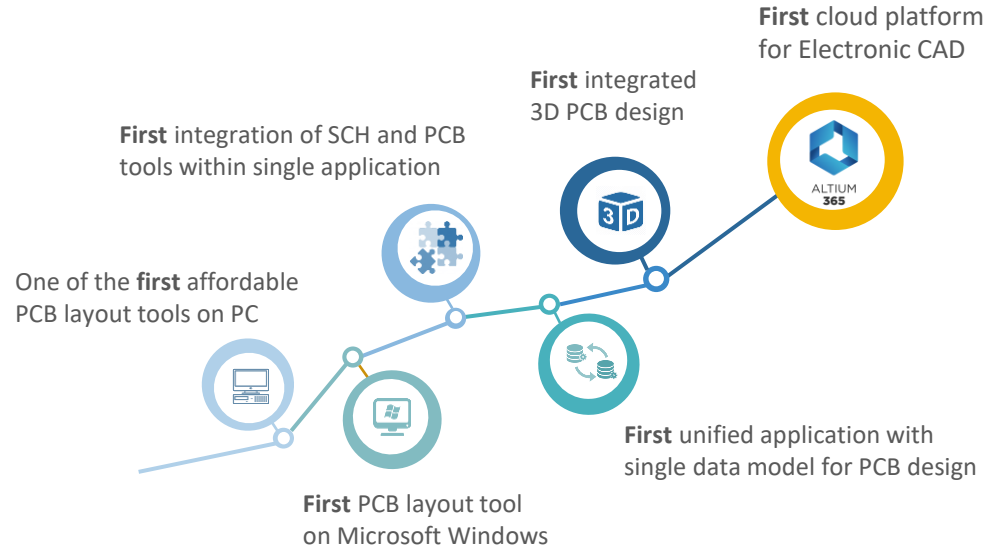 First cloud platform
for Electronic CAD
First integrated
3D PCB design
First integration of SCH and PCB
tools within single application
ALTIUM
365
3D
One of the first affordable
PCB layout tools on PC
First unified application with
single data model for PCB design
First PCB layout tool
on Microsoft Windows